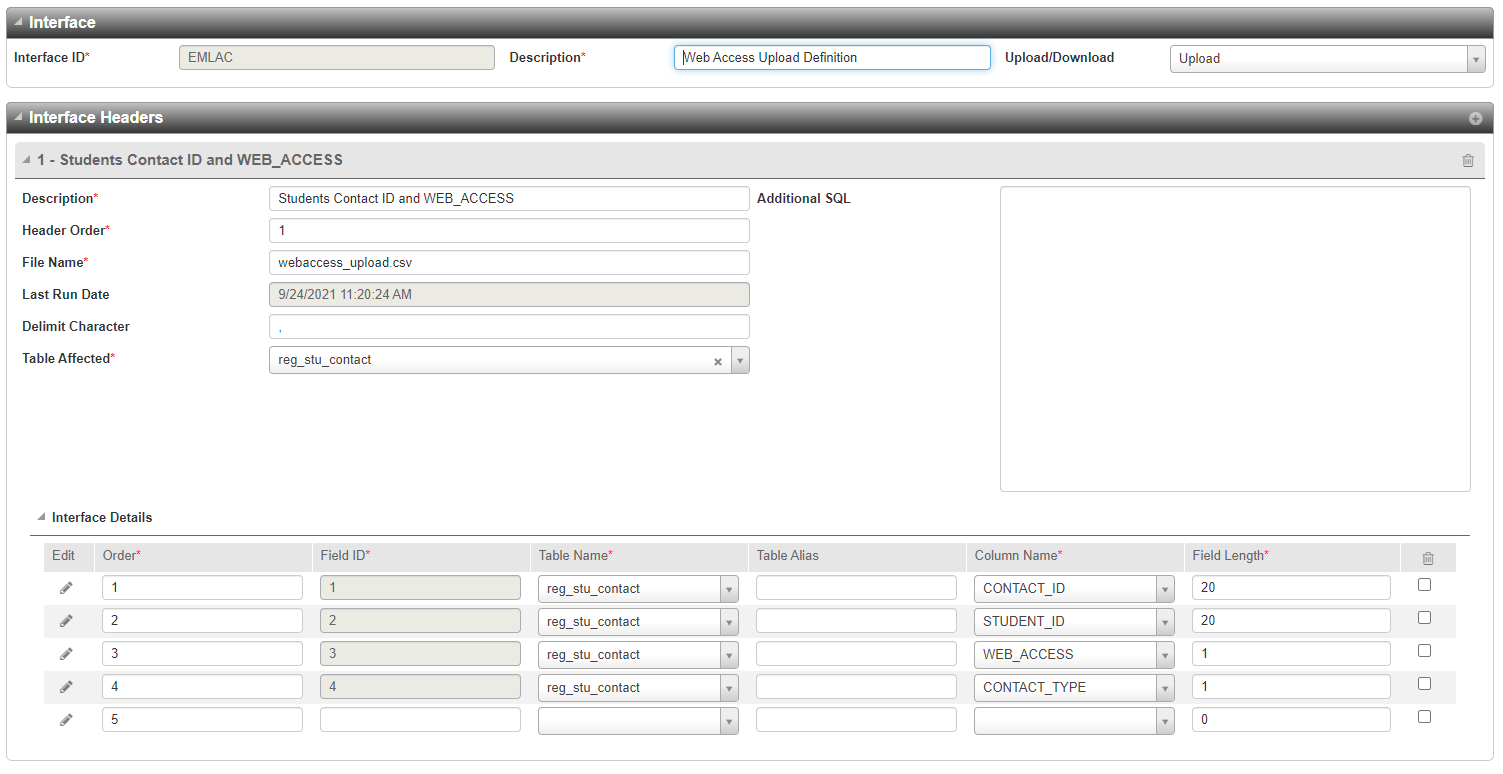 Interface
Interface ID* EMLAC Description* Web Access Upload Definition Upload/Download Upload
Interface Headers
1 - Students Contact ID and WEB_ACCESS
Description* Students Contact ID and WEB_ACCESS Additional SQL
Header Order* 1
File Name* webaccess_upload.csv
Last Run Date 9/24/2021 11:20:24 AM
Delimit Character ,
Table Affected* reg_stu_contact
Interface Details
Edit Order* Field ID* Table Name* Table Alias Column Name* Field Length*
1 1 reg_stu_contact CONTACT_ID 20
2 2 reg_stu_contact STUDENT_ID 20
3 3 reg_stu_contact WEB_ACCESS 1
4 4 reg_stu_contact CONTACT_TYPE 1
5 0